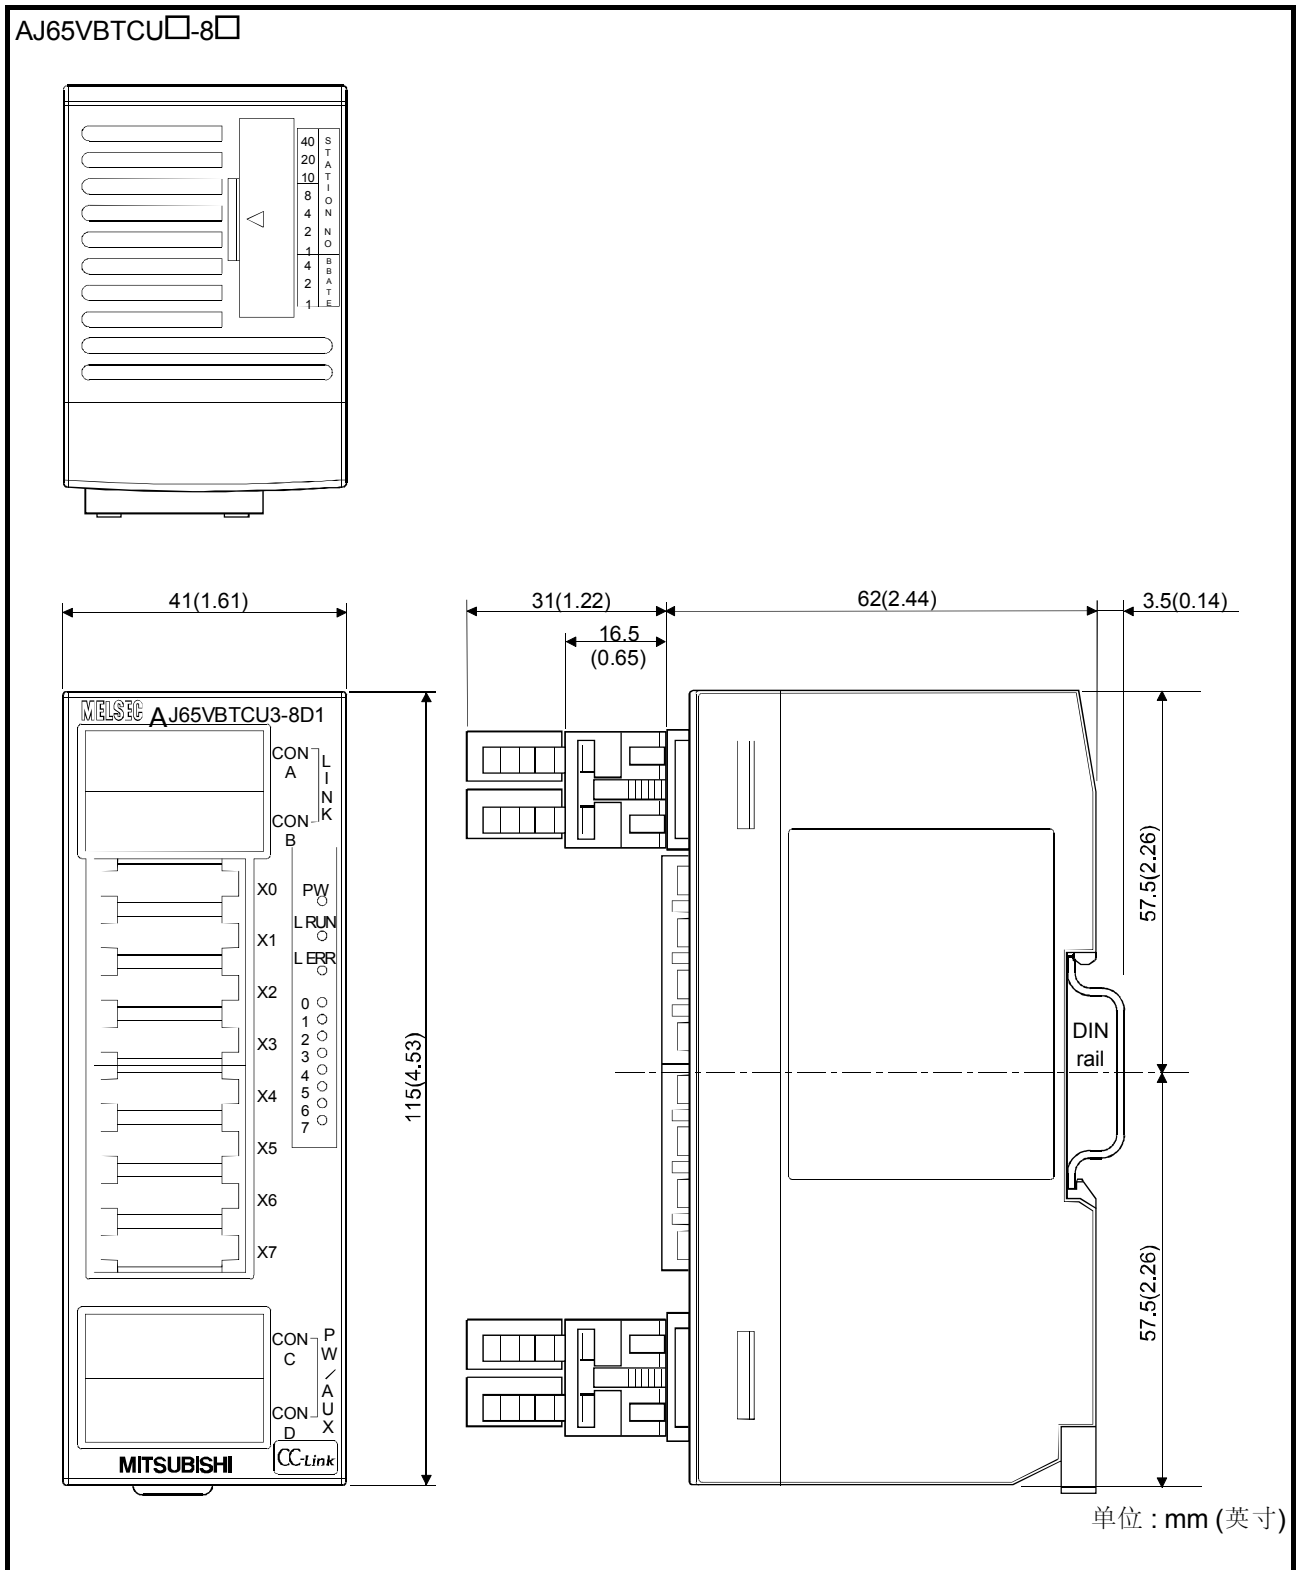 AJ65VBTCU□-8□
40
20
10
8
4
2
1
4
2
1
STATION NO
BBATE
41(1.61)
31(1.22)
62(2.44)
3.5(0.14)
16.5
(0.65)
MELSEC AJ65VBTCU3-8D1
CON A
CON B
LINK
X0
X1
X2
X3
X4
X5
X6
X7
PW
L RUN
L ERR
0
1
2
3
4
5
6
7
115(4.53)
57.5(2.26)
DIN
rail
57.5(2.26)
CON C
CON D
PW/AUX
MITSUBISHI
CC-Link
单位 : mm (英寸)